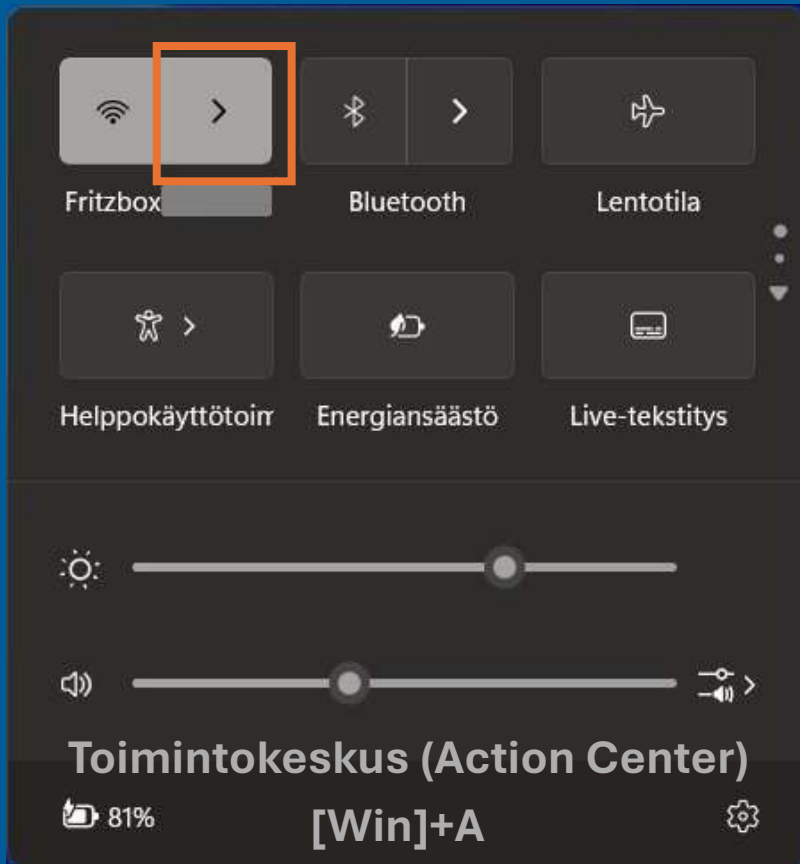 Fritzbox
Bluetooth
Lentotila
Helppokäyttötoim
Energiansäästö
Live-tekstitys
Toimintokeskus (Action Center)
81%
[Win]+A